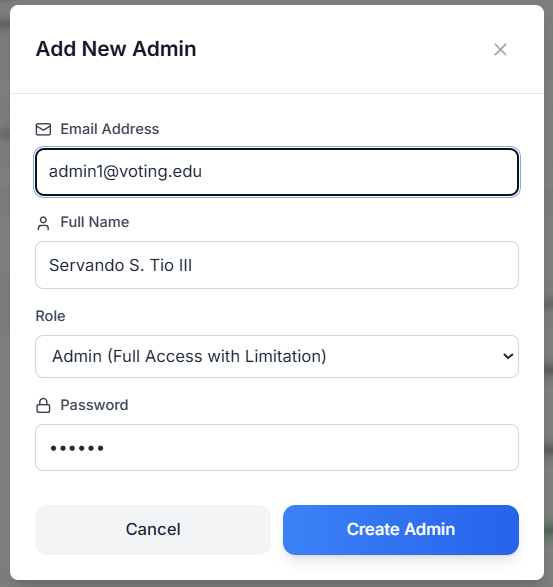 Add New Admin
Email Address
admin1@voting.edu
Full Name
Servando S. Tio III
Role
Admin (Full Access with Limitation)
Password
••••••
Cancel
Create Admin